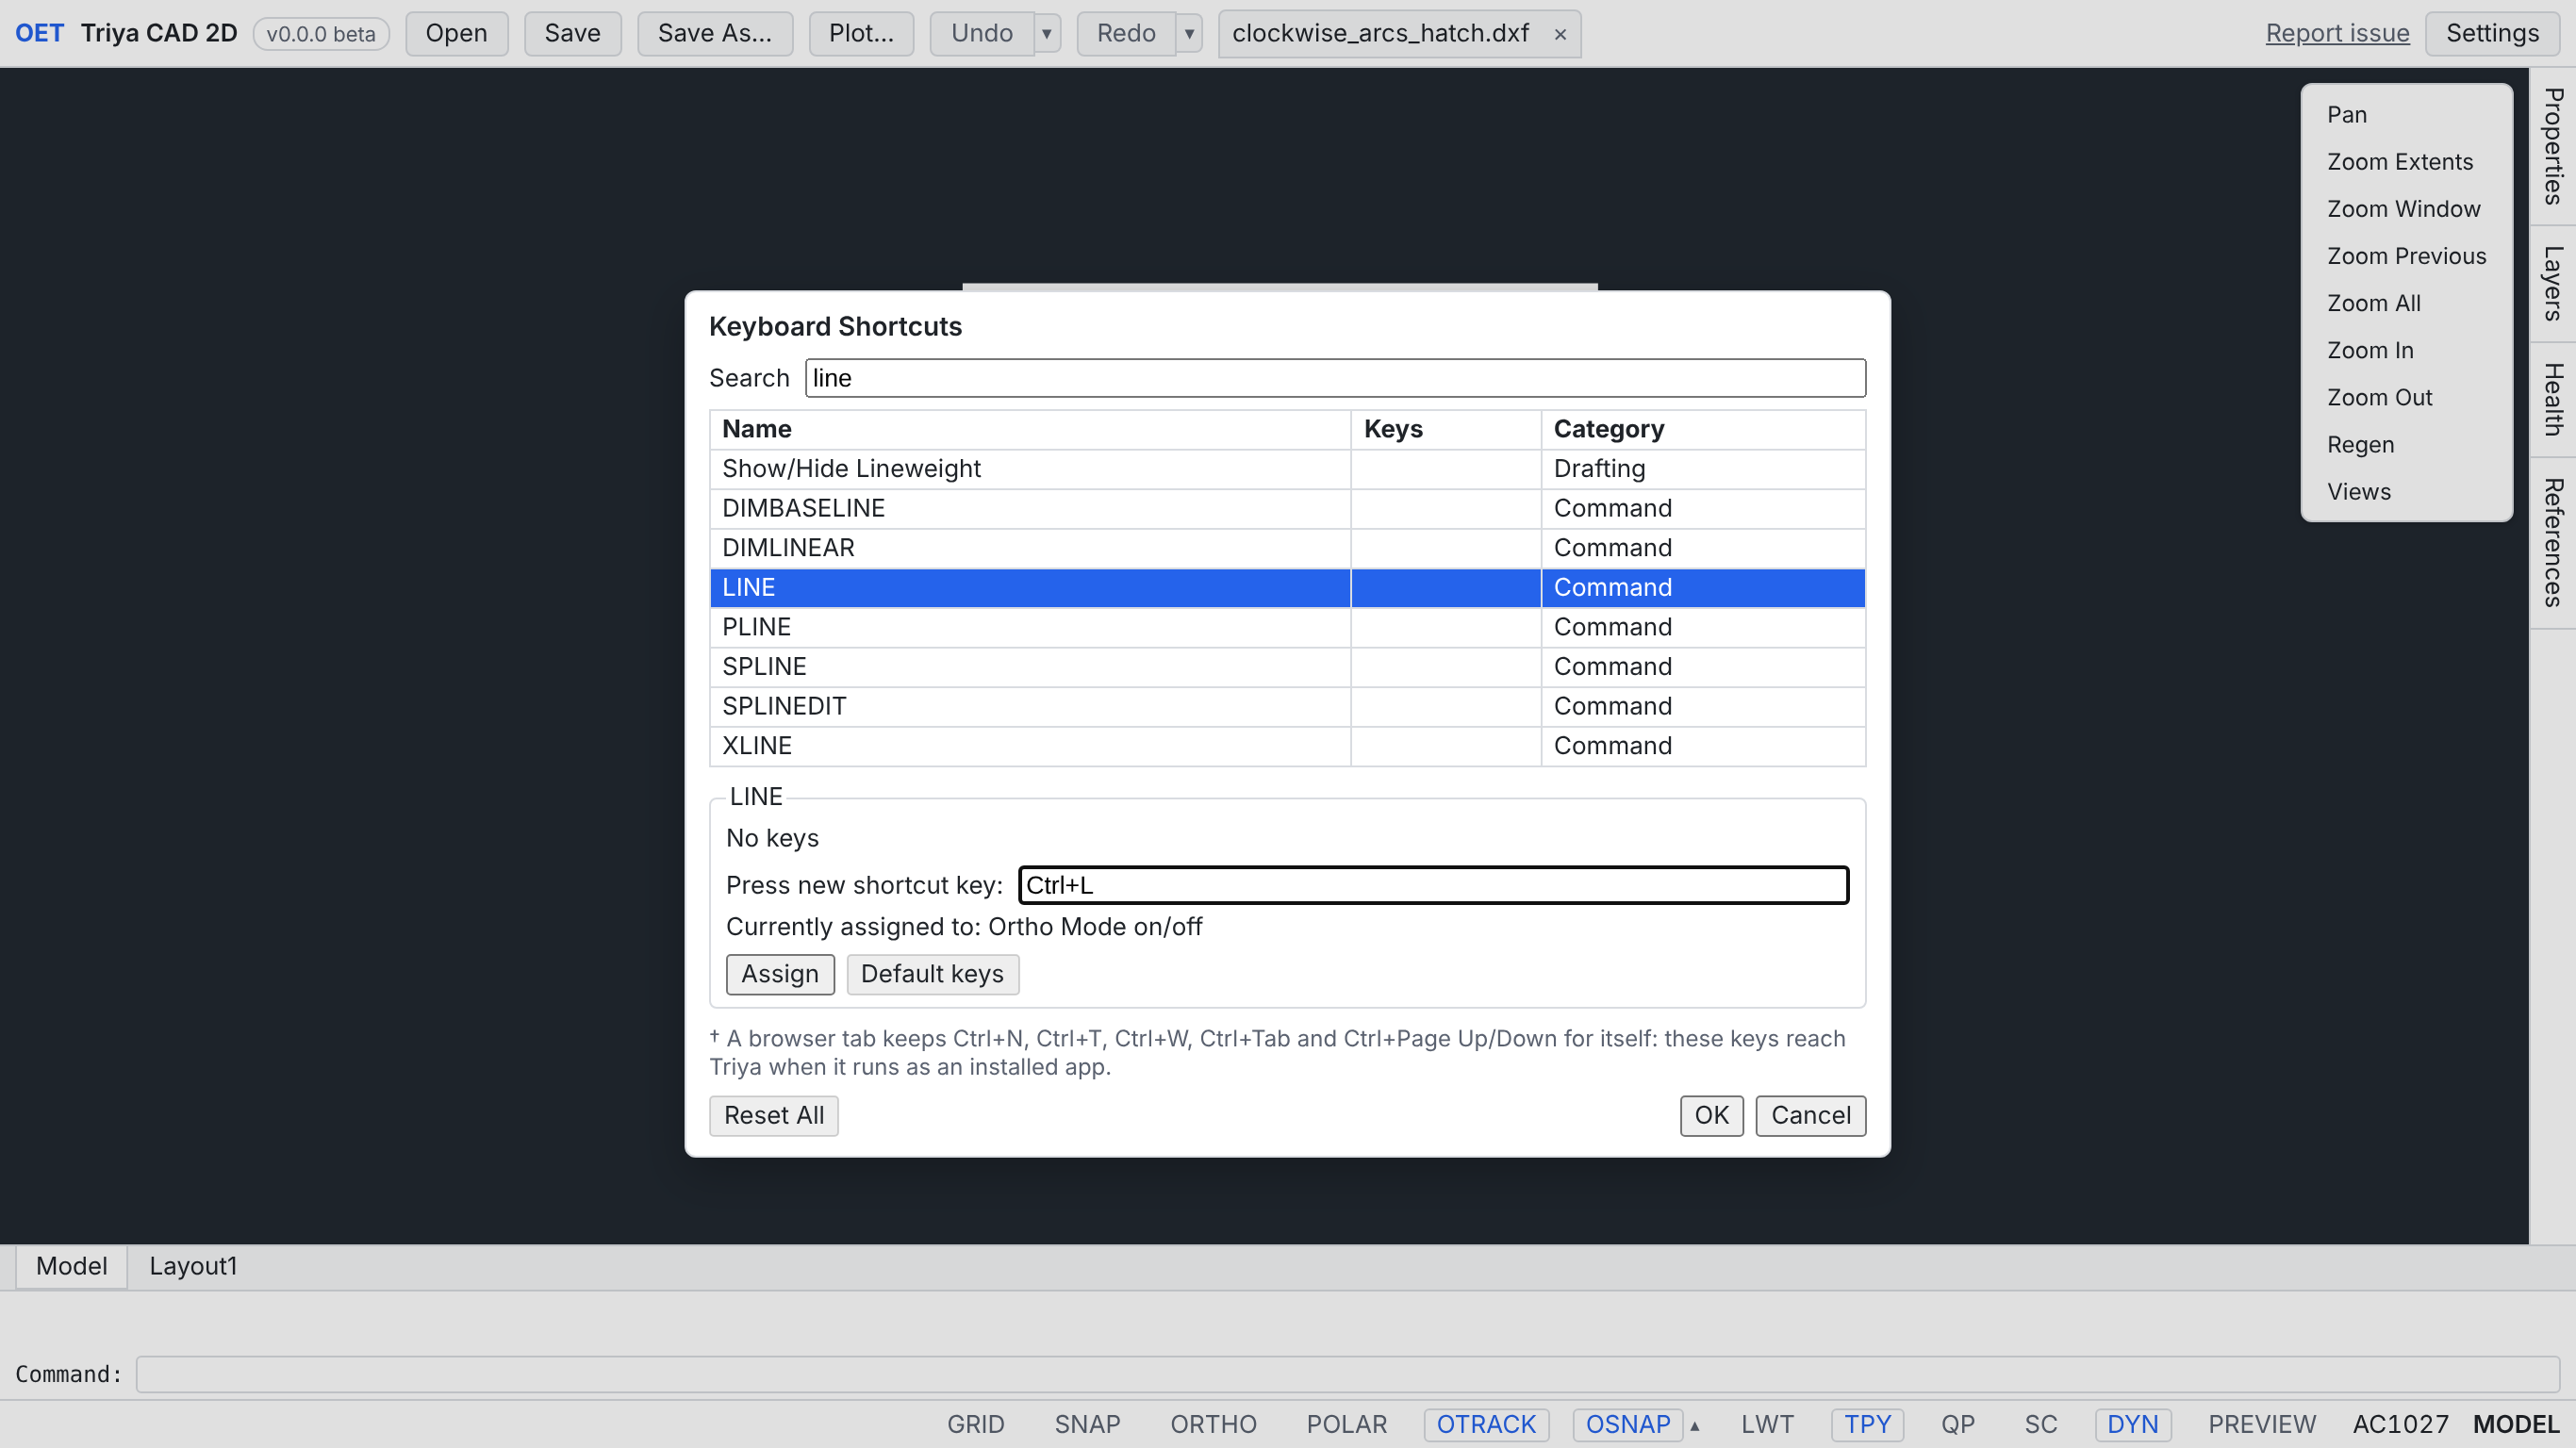 OET Triya CAD 2D v0.0.0 beta Open Save Save As... Plot... Undo ▾ Redo ▾ clockwise_arcs_hatch.dxf × Report issue Settings
Pan
Zoom Extents
Zoom Window
Zoom Previous
Zoom All
Zoom In
Zoom Out
Regen
Views
Properties
Layers
Health
References
Keyboard Shortcuts
Search line
Name Keys Category
Show/Hide Lineweight Drafting
DIMBASELINE Command
DIMLINEAR Command
LINE Command
PLINE Command
SPLINE Command
SPLINEDIT Command
XLINE Command
LINE
No keys
Press new shortcut key: Ctrl+L
Currently assigned to: Ortho Mode on/off
Assign Default keys
† A browser tab keeps Ctrl+N, Ctrl+T, Ctrl+W, Ctrl+Tab and Ctrl+Page Up/Down for itself: these keys reach
Triya when it runs as an installed app.
Reset All OK Cancel
Model Layout1
Command:
GRID SNAP ORTHO POLAR OTRACK OSNAP ▴ LWT TPY QP SC DYN PREVIEW AC1027 MODEL